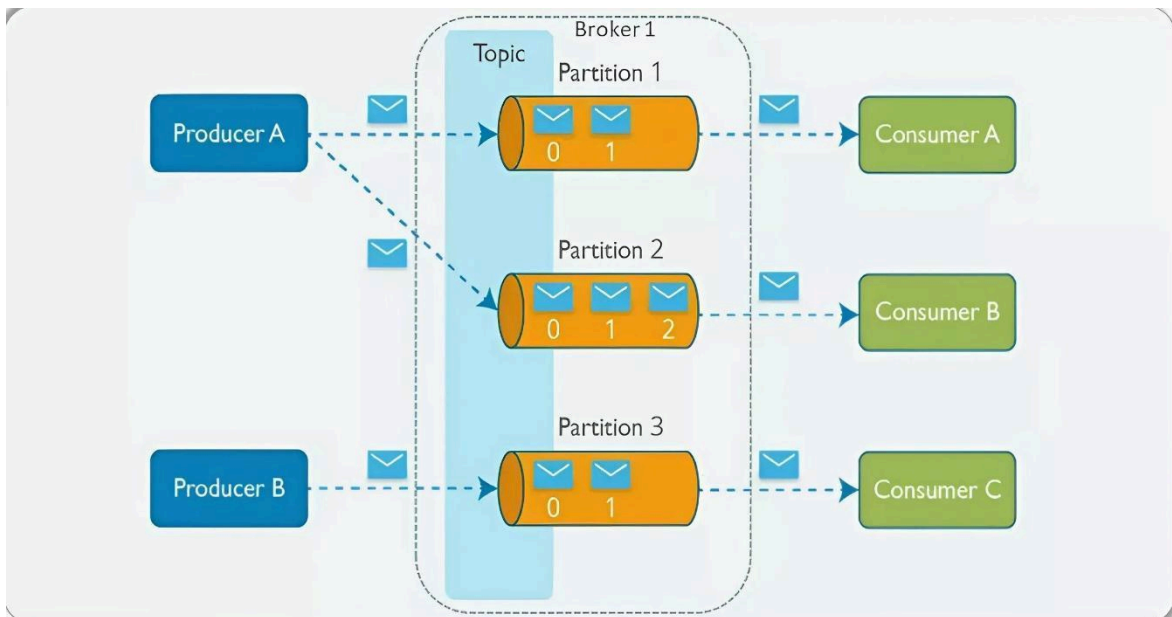 Broker 1
Topic
Partition 1
Producer A
0 1
Consumer A
Partition 2
0 1 2
Consumer B
Partition 3
Producer B
0 1
Consumer C